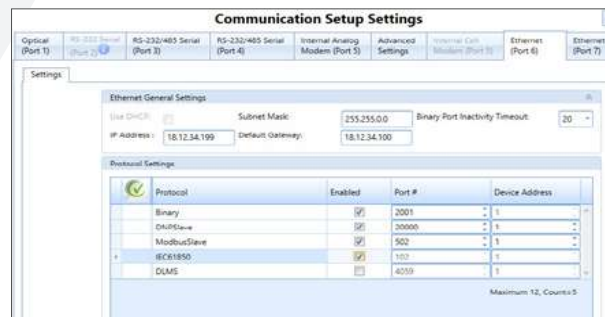 Communication Setup Settings
Optical (Port 1) RS-232 Serial (Port 2) RS-232/485 Serial (Port 3) RS-232/485 Serial (Port 4) Internal Analog Modem (Port 5) Advanced Settings Internal Cell Modem (Port 5) Ethernet (Port 6) Ethernet (Port 7)
Settings
Ethernet General Settings
Use DHCP: Subnet Mask: 255.255.0.0 Binary Port Inactivity Timeout: 20
IP Address : 18.12.34.199 Default Gateway: 18.12.34.100
Protocol Settings
Protocol Enabled Port # Device Address
Binary 2001 1
DNPSlave 20000 1
ModbusSlave 502 1
IEC61850 102 1
DLMS 4059 1
Maximum 12, Count=5